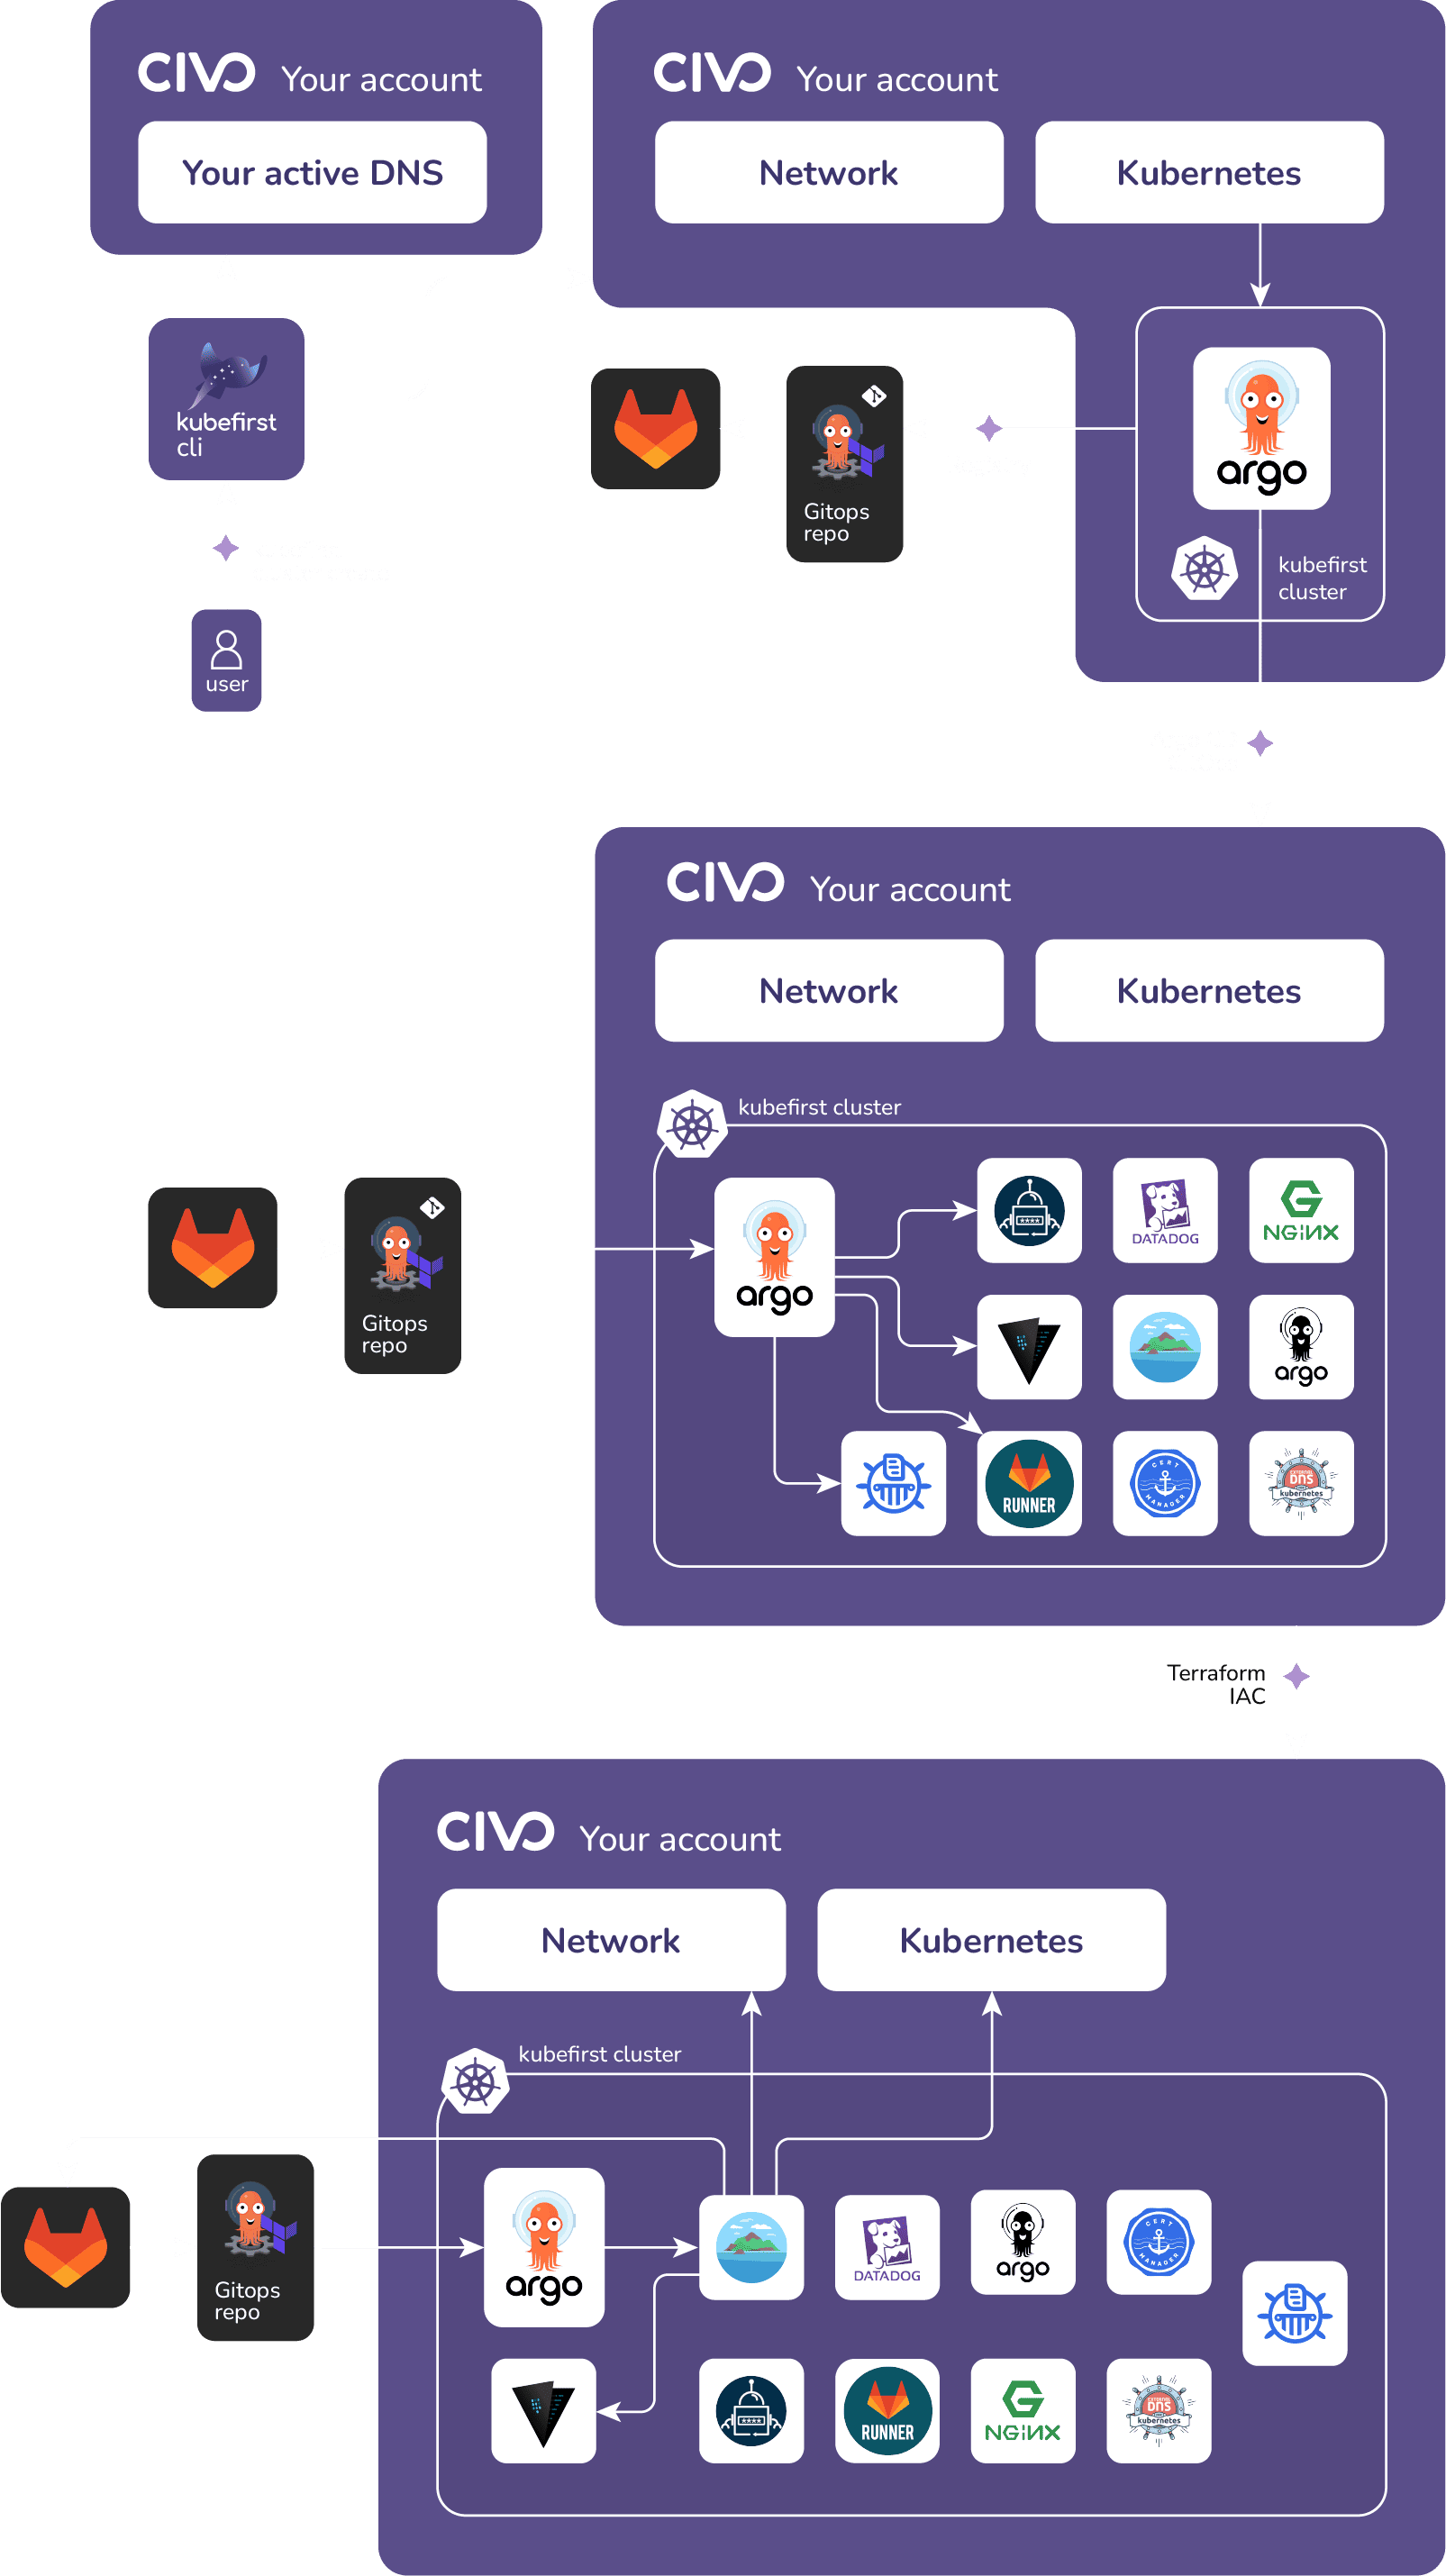 CIVO Your account
Your active DNS
CIVO Your account
Network
Kubernetes
kubefirst
cli
user
Gitops
repo
argo
kubefirst
cluster
CIVO Your account
Network
Kubernetes
kubefirst cluster
Gitops
repo
argo
DATADOG
NGINX
argo
RUNNER
CERT
MANAGER
EXTERNAL
DNS
kubernetes
Terraform
IAC
CIVO Your account
Network
Kubernetes
kubefirst cluster
Gitops
repo
argo
DATADOG
argo
CERT
MANAGER
RUNNER
NGINX
EXTERNAL
DNS
kubernetes